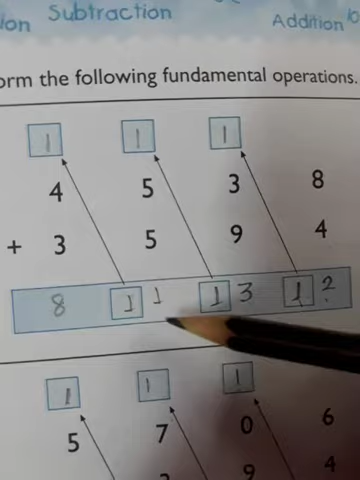 ion Subtraction Addition
orm the following fundamental operations.
1 1 1
4 5 3 8
+ 3 5 9 4
8 1 1 1 3 1 2
1 1 1
5 7 0 6
9 4